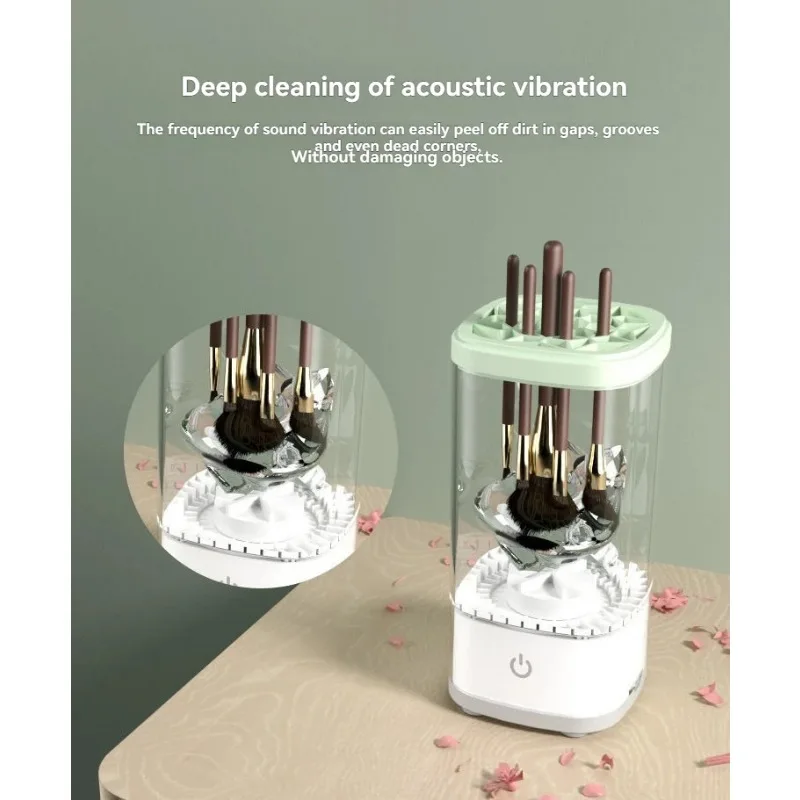 Deep cleaning of acoustic vibration
The frequency of sound vibration can easily peel off dirt in gaps, grooves
and even dead corners,
Without damaging objects.